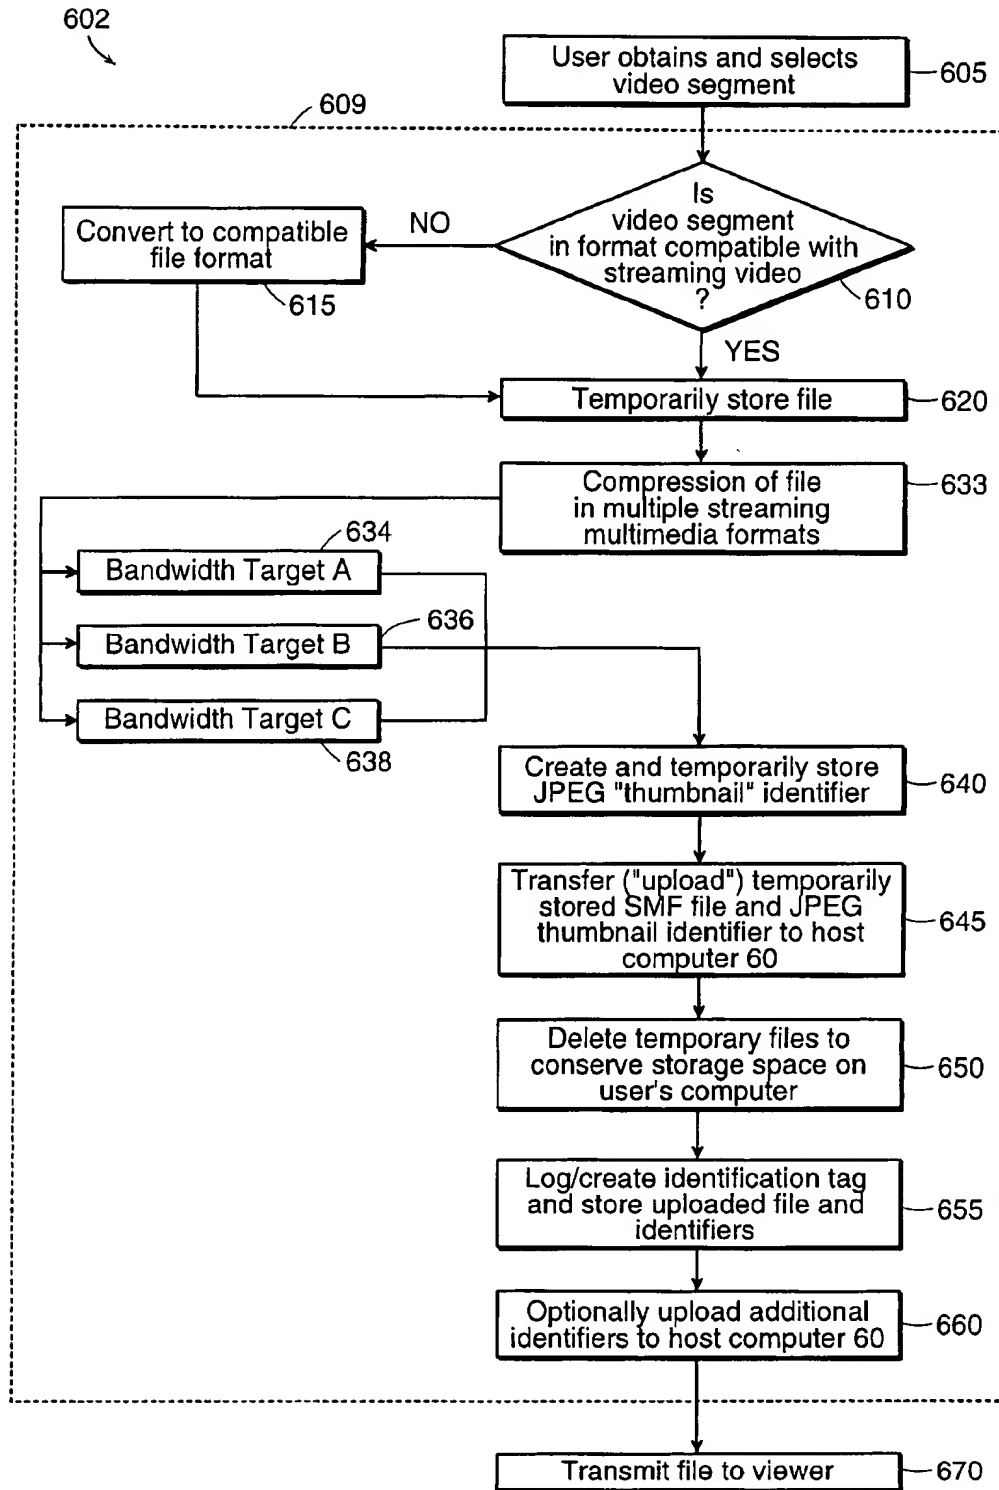 602
User obtains and selects
video segment
605
609
Is
video segment
in format compatible with
streaming video
?
610
NO
Convert to compatible
file format
615
YES
Temporarily store file
620
Compression of file
in multiple streaming
multimedia formats
633
634
Bandwidth Target A
636
Bandwidth Target B
Bandwidth Target C
638
Create and temporarily store
JPEG "thumbnail" identifier
640
Transfer ("upload") temporarily
stored SMF file and JPEG
thumbnail identifier to host
computer 60
645
Delete temporary files to
conserve storage space on
user's computer
650
Log/create identification tag
and store uploaded file and
identifiers
655
Optionally upload additional
identifiers to host computer 60
660
Transmit file to viewer
670